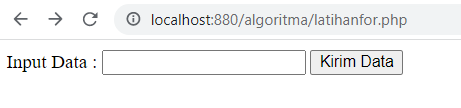 localhost:880/algoritma/latihanfor.php
Input Data : Kirim Data